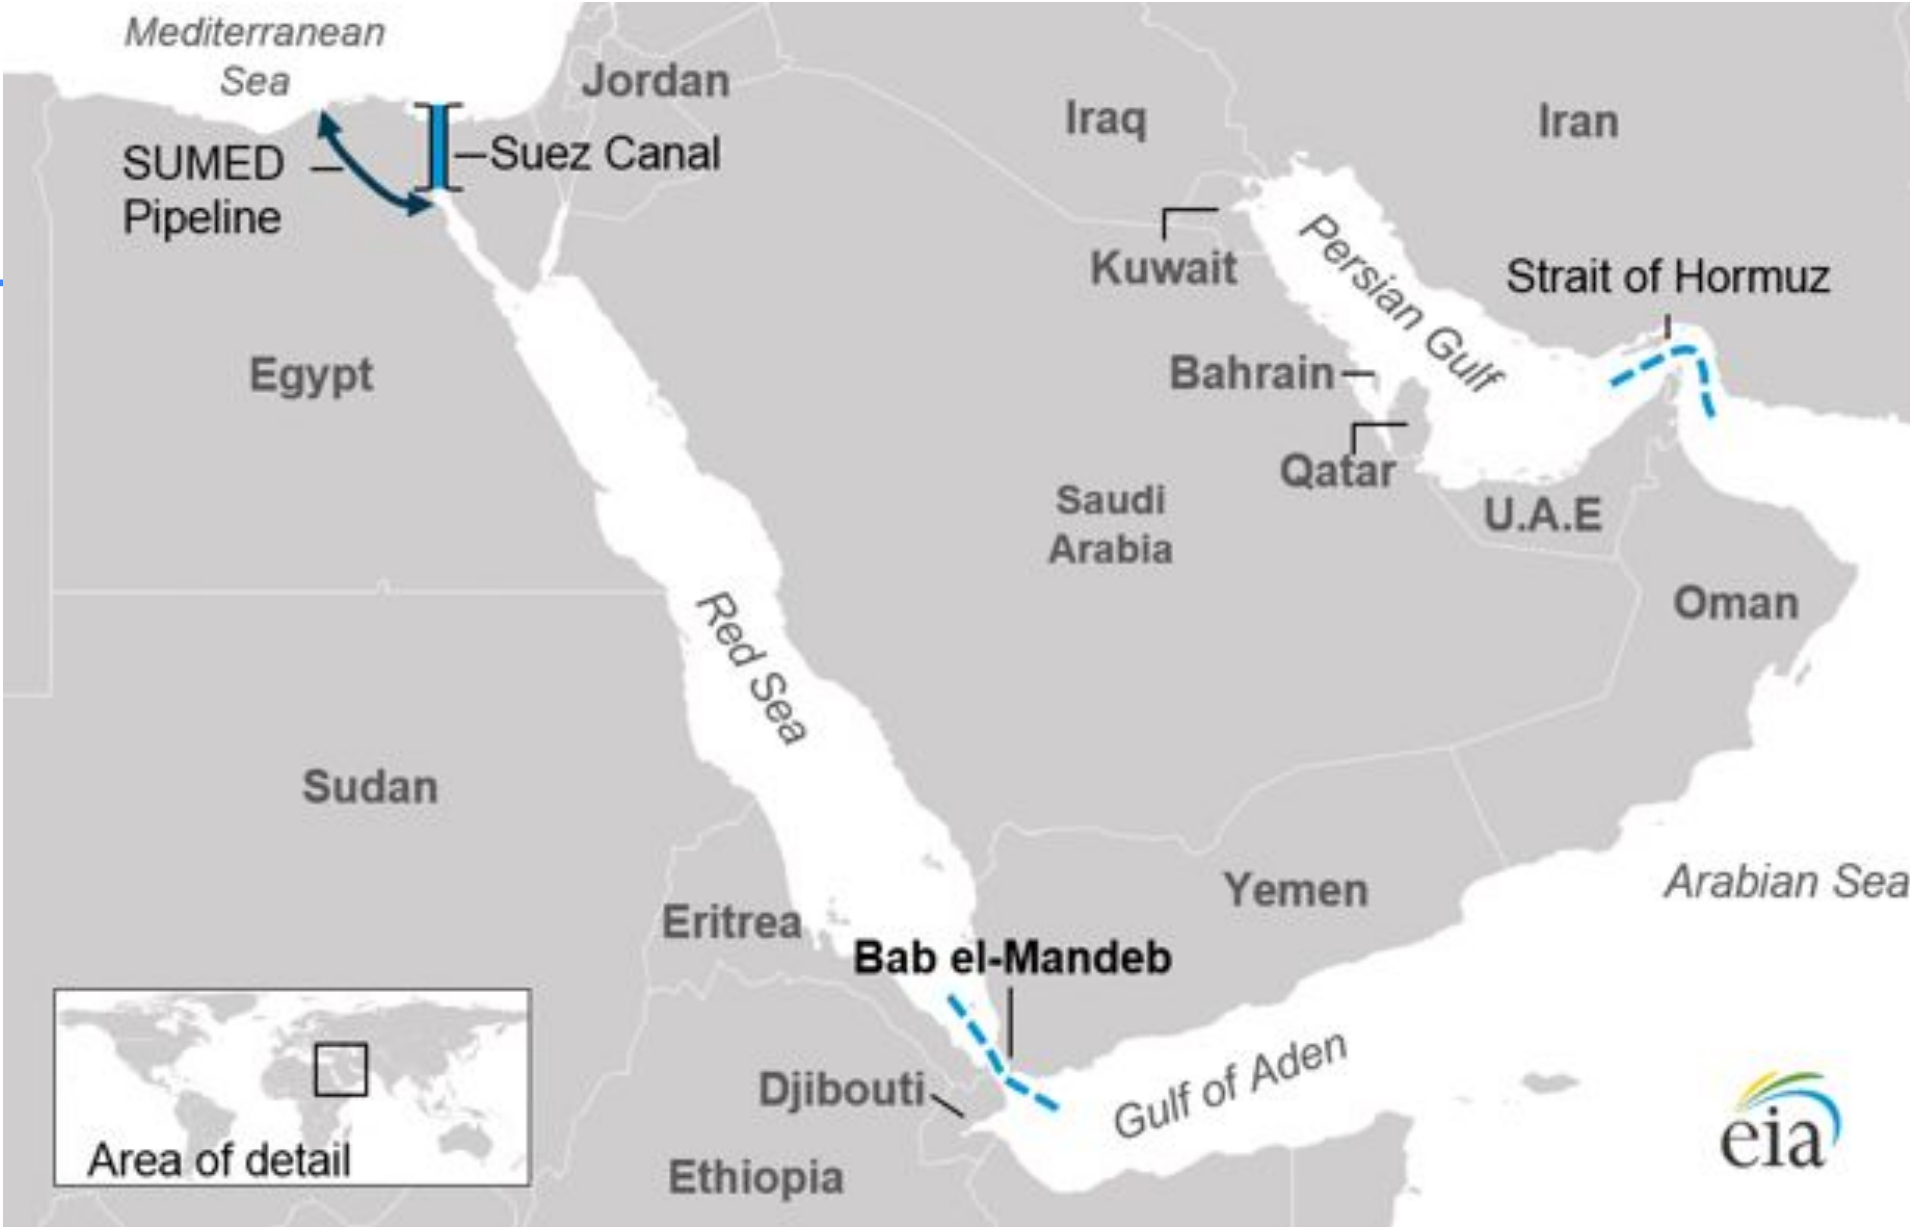 Mediterranean
Sea
Jordan
Iraq
Iran
SUMED
Pipeline
Suez Canal
Kuwait
Persian Gulf
Strait of Hormuz
Egypt
Bahrain
Qatar
Saudi
Arabia
U.A.E
Oman
Red Sea
Sudan
Yemen
Arabian Sea
Eritrea
Bab el-Mandeb
Djibouti
Gulf of Aden
Area of detail
Ethiopia
eia